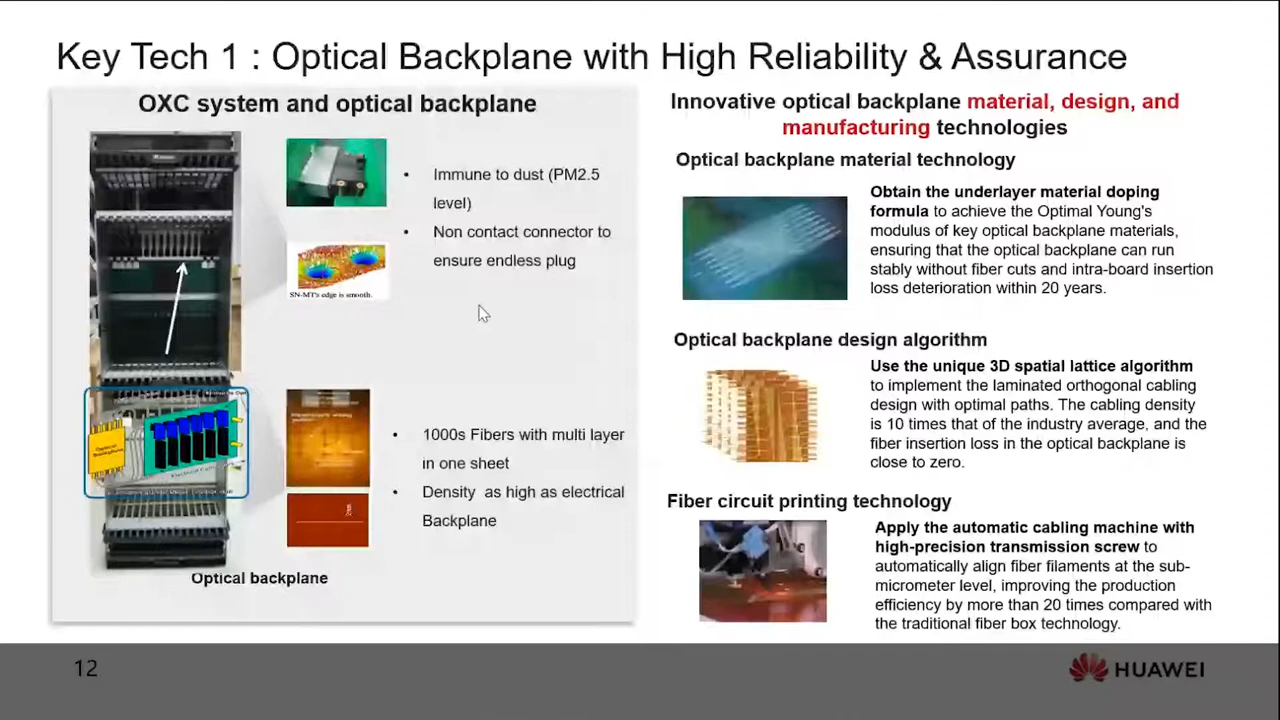 Key Tech 1 : Optical Backplane with High Reliability & Assurance
OXC system and optical backplane
Immune to dust (PM2.5
level)
Non contact connector to
ensure endless plug
SN-MT's edge is smooth.
1000s Fibers with multi layer
in one sheet
Density as high as electrical
Backplane
Optical backplane
Innovative optical backplane material, design, and
manufacturing technologies
Optical backplane material technology
Obtain the underlayer material doping
formula to achieve the Optimal Young's
modulus of key optical backplane materials,
ensuring that the optical backplane can run
stably without fiber cuts and intra-board insertion
loss deterioration within 20 years.
Optical backplane design algorithm
Use the unique 3D spatial lattice algorithm
to implement the laminated orthogonal cabling
design with optimal paths. The cabling density
is 10 times that of the industry average, and the
fiber insertion loss in the optical backplane is
close to zero.
Fiber circuit printing technology
Apply the automatic cabling machine with
high-precision transmission screw to
automatically align fiber filaments at the sub-
micrometer level, improving the production
efficiency by more than 20 times compared with
the traditional fiber box technology.
12
HUAWEI